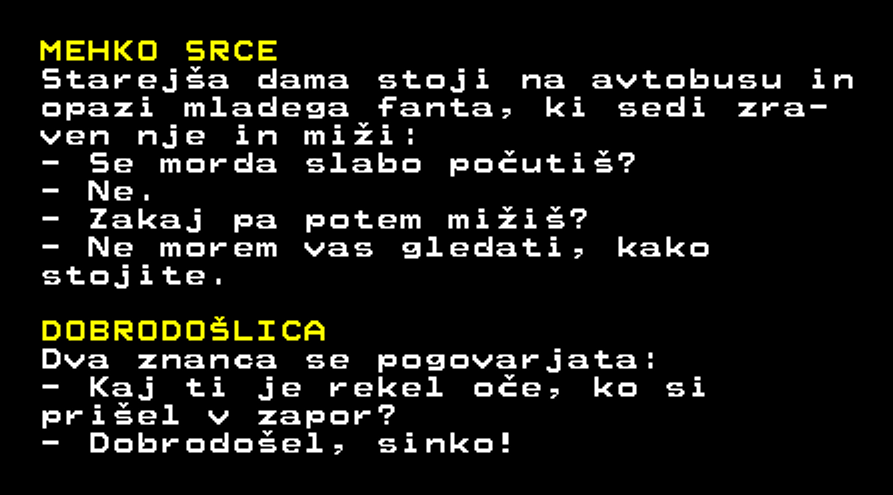 MEHKO SRCE
Starejša dama stoji na avtobusu in
opazi mladega fanta, ki sedi zra-
ven nje in miži:
- Se morda slabo počutiš?
- Ne.
- Zakaj pa potem mižiš?
- Ne morem vas gledati, kako
stojite.
DOBRODOŠLICA
Dva znanca se pogovarjata:
- Kaj ti je rekel oče, ko si
prišel v zapor?
- Dobrodošel, sinko!